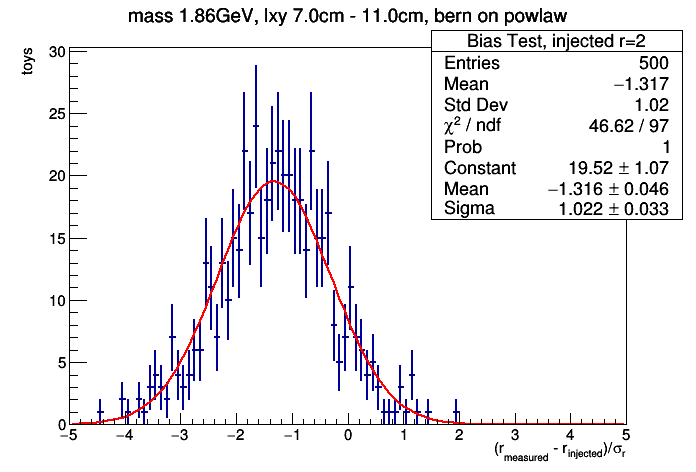 mass 1.86GeV, lxy 7.0cm - 11.0cm, bern on powlaw
Bias Test, injected r=2
Entries 500
Mean −1.317
Std Dev 1.02
χ² / ndf 46.62 / 97
Prob 1
Constant 19.52 ± 1.07
Mean −1.316 ± 0.046
Sigma 1.022 ± 0.033
toys
30
25
20
15
10
5
0
−5 −4 −3 −2 −1 0 1 2 3 4 5
(r_measured - r_injected)/σ_r